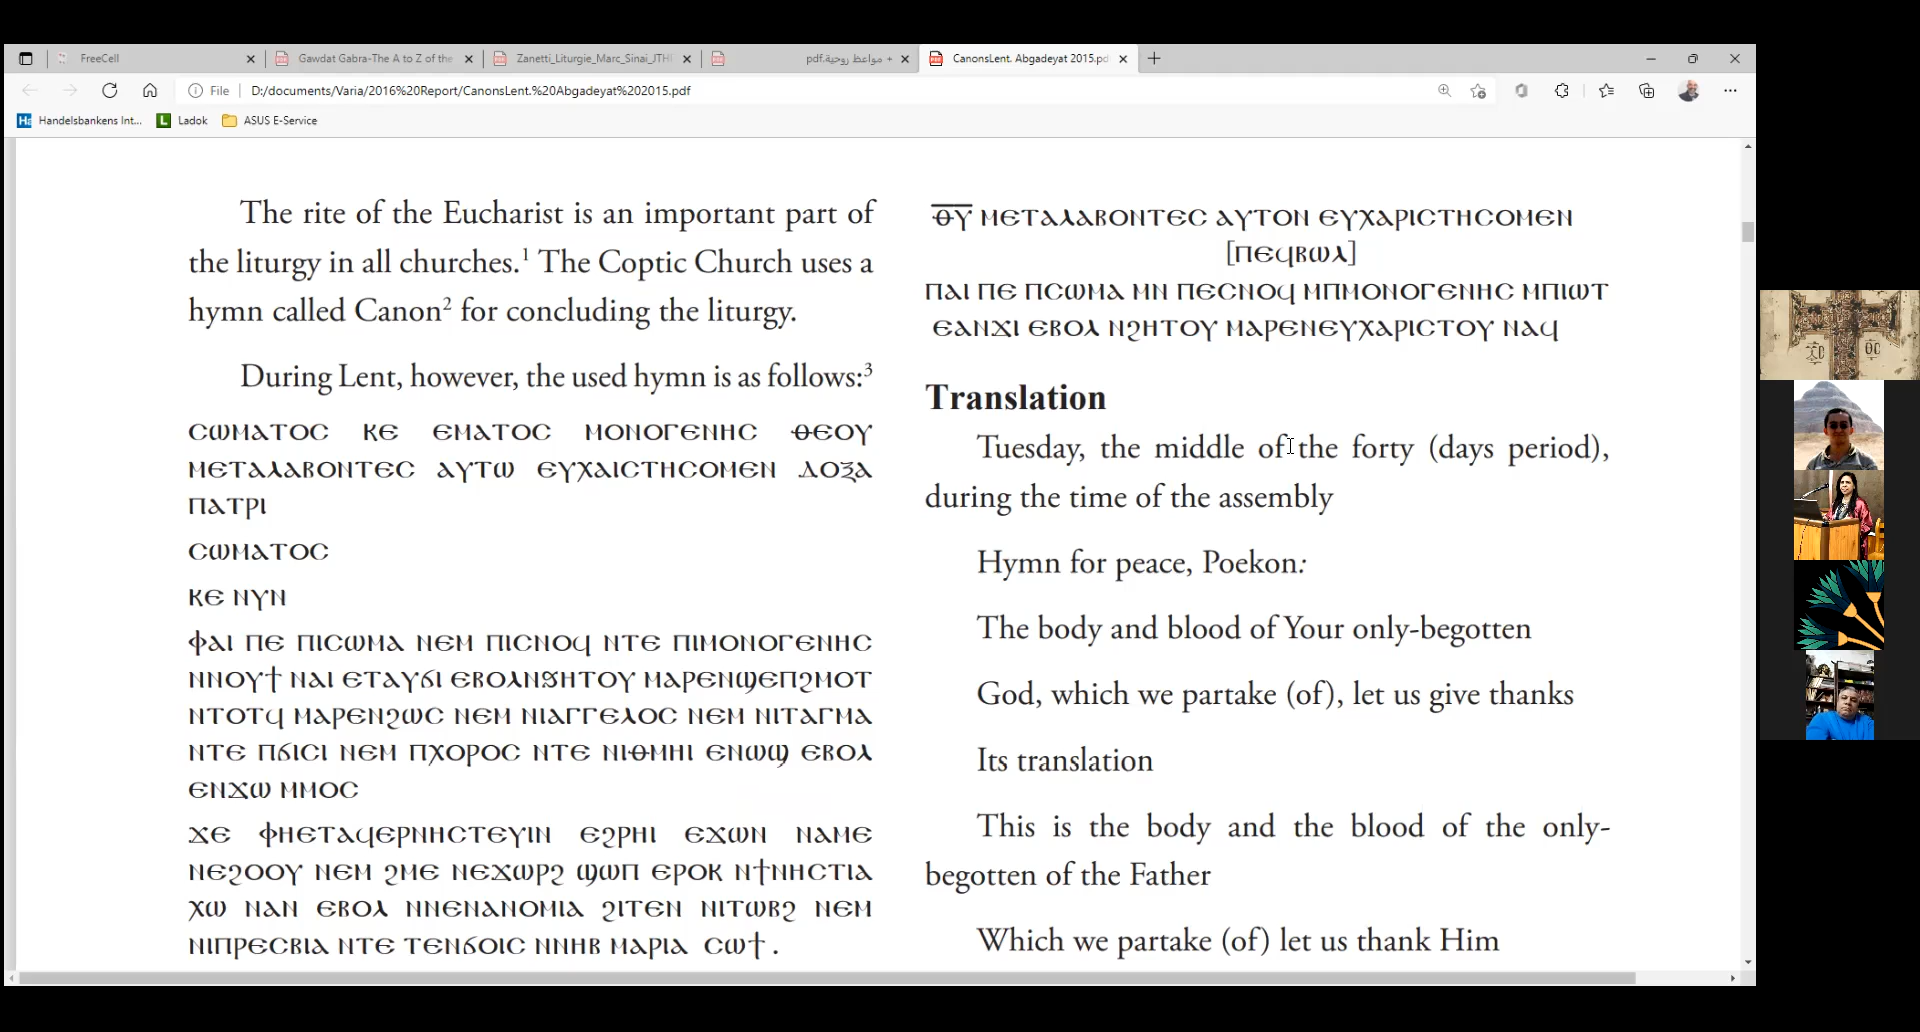 FreeCell
Gawdat Gabra-The A to Z of the
Zanetti_Liturgie_Marc_Sinai_JTH
مواعظ روحية.pdf +
CanonsLent. Abgadeyat 2015.pd
File
D:/documents/Varia/2016%20Report/CanonsLent.%20Abgadeyat%202015.pdf
Handelsbankens Int...
Ladok
ASUS E-Service
The rite of the Eucharist is an important part of
the liturgy in all churches.1 The Coptic Church uses a
hymn called Canon2 for concluding the liturgy.
During Lent, however, the used hymn is as follows:3
ⲥⲱⲙⲁⲧⲟⲥ ⲕⲉ ⲉⲙⲁⲧⲟⲥ ⲙⲟⲛⲟⲅⲉⲛⲏⲥ ⲑⲉⲟⲩ
ⲙⲉⲧⲁⲗⲁⲃⲟⲛⲧⲉⲥ ⲁⲩⲧⲱ ⲉⲩⲭⲁⲓⲥⲧⲏⲥⲟⲙⲉⲛ ⲇⲟⲝⲁ
ⲡⲁⲧⲣⲓ
ⲥⲱⲙⲁⲧⲟⲥ
ⲕⲉ ⲛⲩⲛ
ⲫⲁⲓ ⲡⲉ ⲡⲓⲥⲱⲙⲁ ⲛⲉⲙ ⲡⲓⲥⲛⲟϥ ⲛⲧⲉ ⲡⲓⲙⲟⲛⲟⲅⲉⲛⲏⲥ
ⲛⲛⲟⲩϯ ⲛⲁⲓ ⲉⲧⲁⲩϭⲓ ⲉⲃⲟⲗⲛϧⲏⲧⲟⲩ ⲙⲁⲣⲉⲛϣⲉⲡϩⲙⲟⲧ
ⲛⲧⲟⲧϥ ⲙⲁⲣⲉⲛϩⲱⲥ ⲛⲉⲙ ⲛⲓⲁⲅⲅⲉⲗⲟⲥ ⲛⲉⲙ ⲛⲓⲧⲁⲅⲙⲁ
ⲛⲧⲉ ⲡϭⲓⲥⲓ ⲛⲉⲙ ⲡⲭⲟⲣⲟⲥ ⲛⲧⲉ ⲛⲓⲑⲙⲏⲓ ⲉⲛⲱϣ ⲉⲃⲟⲗ
ⲉⲛϫⲱ ⲙⲙⲟⲥ
ϫⲉ ⲫⲏⲉⲧⲁϥⲉⲣⲛⲏⲥⲧⲉⲩⲓⲛ ⲉϩⲣⲏⲓ ⲉϫⲱⲛ ⲛⲁⲙⲉ
ⲛⲉϩⲟⲟⲩ ⲛⲉⲙ ϩⲙⲉ ⲛⲉϫⲱⲣϩ ϣⲱⲡ ⲉⲣⲟⲕ ⲛϯⲛⲏⲥⲧⲓⲁ
ⲭⲱ ⲛⲁⲛ ⲉⲃⲟⲗ ⲛⲛⲉⲛⲁⲛⲟⲙⲓⲁ ϩⲓⲧⲉⲛ ⲛⲓⲧⲱⲃϩ ⲛⲉⲙ
ⲛⲓⲡⲣⲉⲥⲃⲓⲁ ⲛⲧⲉ ⲧⲉⲛϭⲟⲓⲥ ⲛⲛⲏⲃ ⲙⲁⲣⲓⲁ ⲥⲱϯ .
ⲑ̅ⲩ̅ ⲙⲉⲧⲁⲗⲁⲃⲟⲛⲧⲉⲥ ⲁⲩⲧⲟⲛ ⲉⲩⲭⲁⲣⲓⲥⲧⲏⲥⲟⲙⲉⲛ
[ⲡⲉϥⲃⲱⲗ]
ⲡⲁⲓ ⲡⲉ ⲡⲥⲱⲙⲁ ⲙⲛ ⲡⲉⲥⲛⲟϥ ⲙⲡⲙⲟⲛⲟⲅⲉⲛⲏⲥ ⲙⲡⲓⲱⲧ
ⲉⲁⲛϫⲓ ⲉⲃⲟⲗ ⲛϩⲏⲧⲟⲩ ⲙⲁⲣⲉⲛⲉⲩⲭⲁⲣⲓⲥⲧⲟⲩ ⲛⲁϥ
Translation
Tuesday, the middle of the forty (days period),
during the time of the assembly
Hymn for peace, Poekon:
The body and blood of Your only-begotten
God, which we partake (of), let us give thanks
Its translation
This is the body and the blood of the only-
begotten of the Father
Which we partake (of) let us thank Him